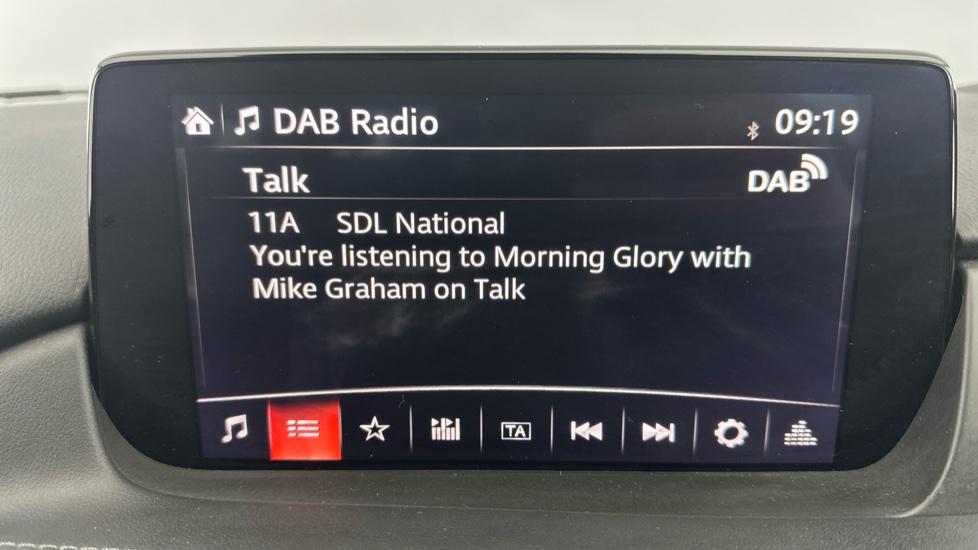 DAB Radio 09:19
Talk DAB
11A SDL National
You're listening to Morning Glory with
Mike Graham on Talk
TA